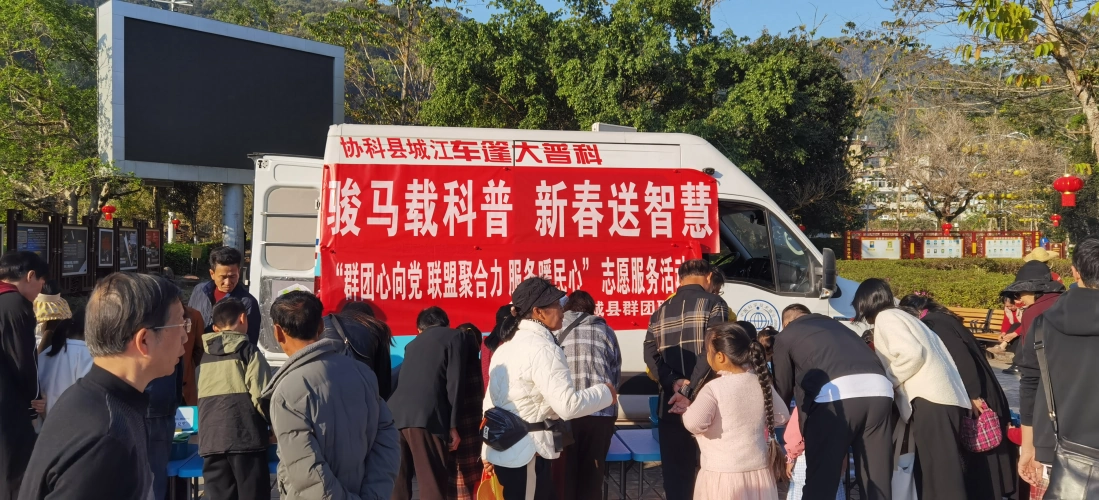 协科县城江车篷大普科
骏马载科普 新春送智慧
“群团心向党 联盟聚合力 服务暖民心” 志愿服务活
城县群团